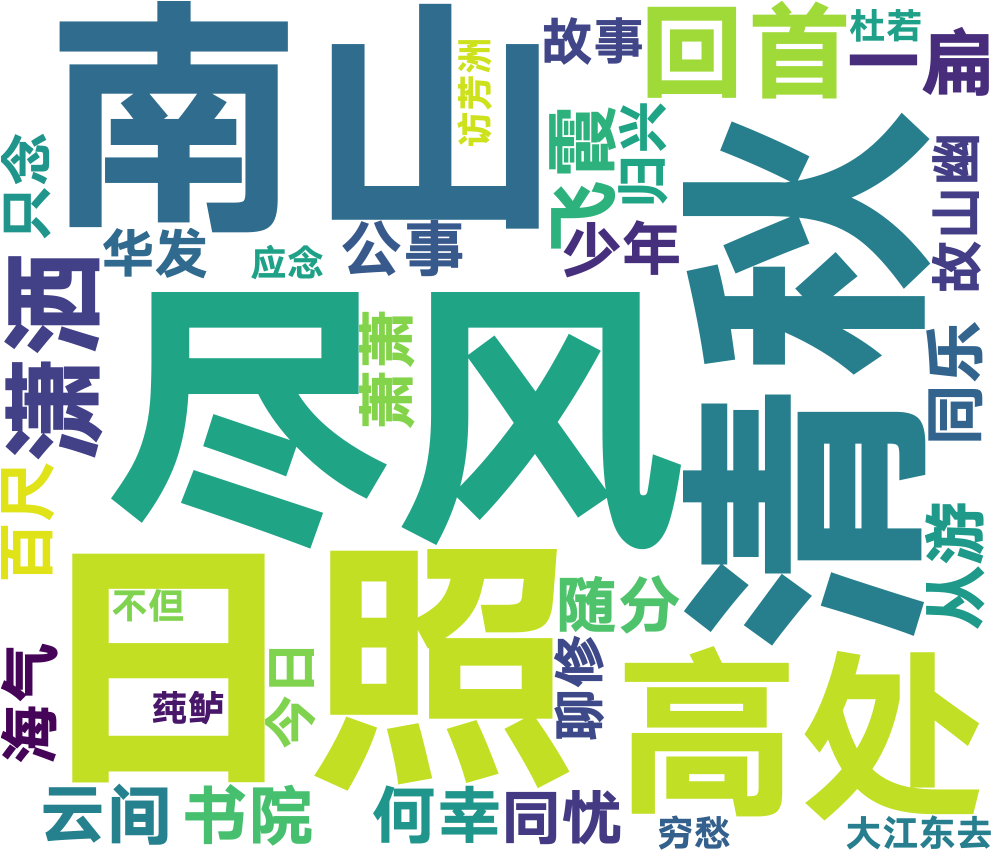 南山
访芳洲
故事
回首
杜若
一扁
飞霞
归兴
只念
华发
应念
公事
少年
清秋
故山幽
潇洒
尽风
萧萧
同乐
百尺
从游
日照
不但
随分
莼鲈
今日
聊修
高处
海气
云间
书院
何幸
同忧
穷愁
大江东去